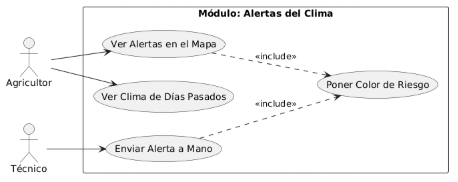 Módulo: Alertas del Clima
Ver Alertas en el Mapa
«include»
Agricultor
Poner Color de Riesgo
Ver Clima de Días Pasados
«include»
Enviar Alerta a Mano
Técnico